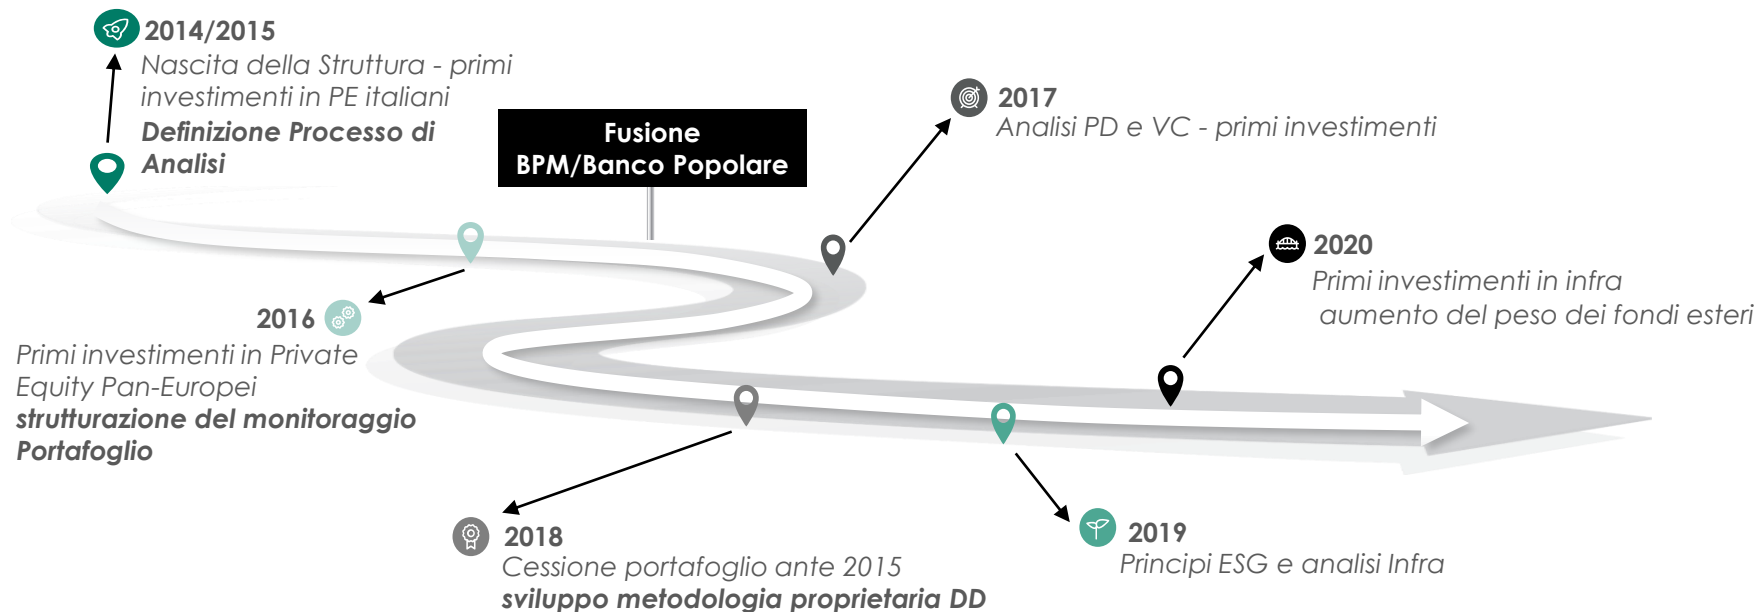 2014/2015
Nascita della Struttura - primi
investimenti in PE italiani
Definizione Processo di
Analisi
Fusione
BPM/Banco Popolare
2017
Analisi PD e VC - primi investimenti
2020
Primi investimenti in infra
aumento del peso dei fondi esteri
2016
Primi investimenti in Private
Equity Pan-Europei
strutturazione del monitoraggio
Portafoglio
2018
Cessione portafoglio ante 2015
sviluppo metodologia proprietaria DD
2019
Principi ESG e analisi Infra